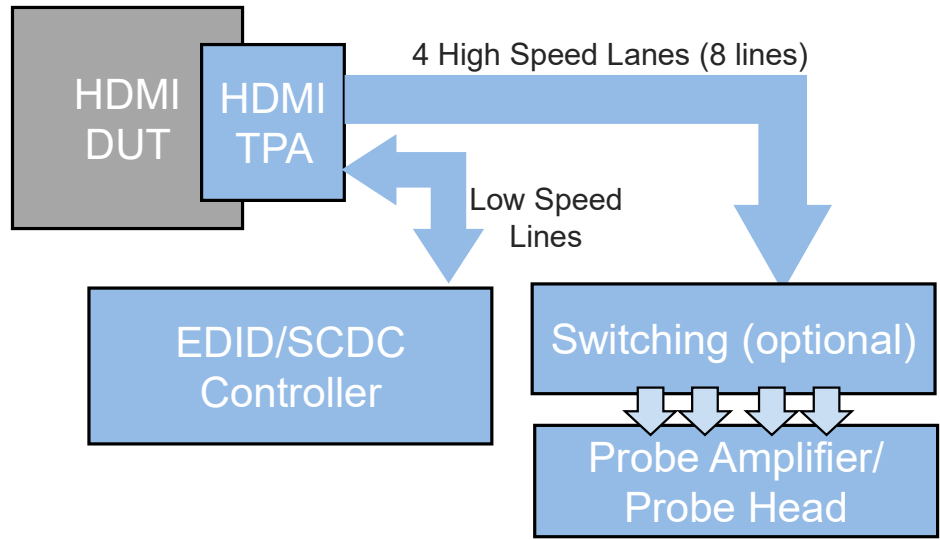 HDMI
DUT
HDMI
TPA
4 High Speed Lanes (8 lines)
Low Speed
Lines
EDID/SCDC
Controller
Switching (optional)
Probe Amplifier/
Probe Head